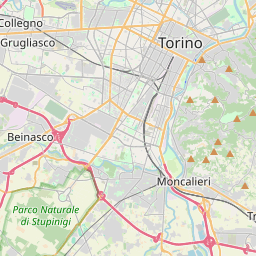 Collegno
Torino
Grugliasco
Beinasco
Moncalieri
Parco Naturale
di Stupinigi
Tr